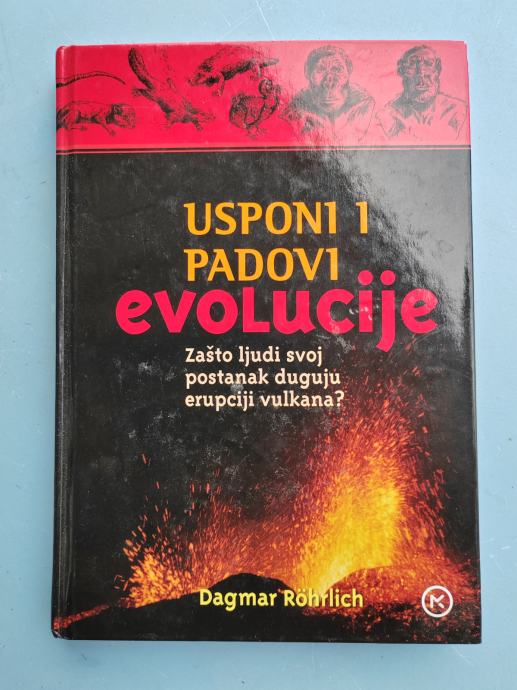 USPONI I
PADOVI
evoLucije
Zašto ljudi svoj
postanak duguju
erupciji vulkana?
Dagmar Röhrlich